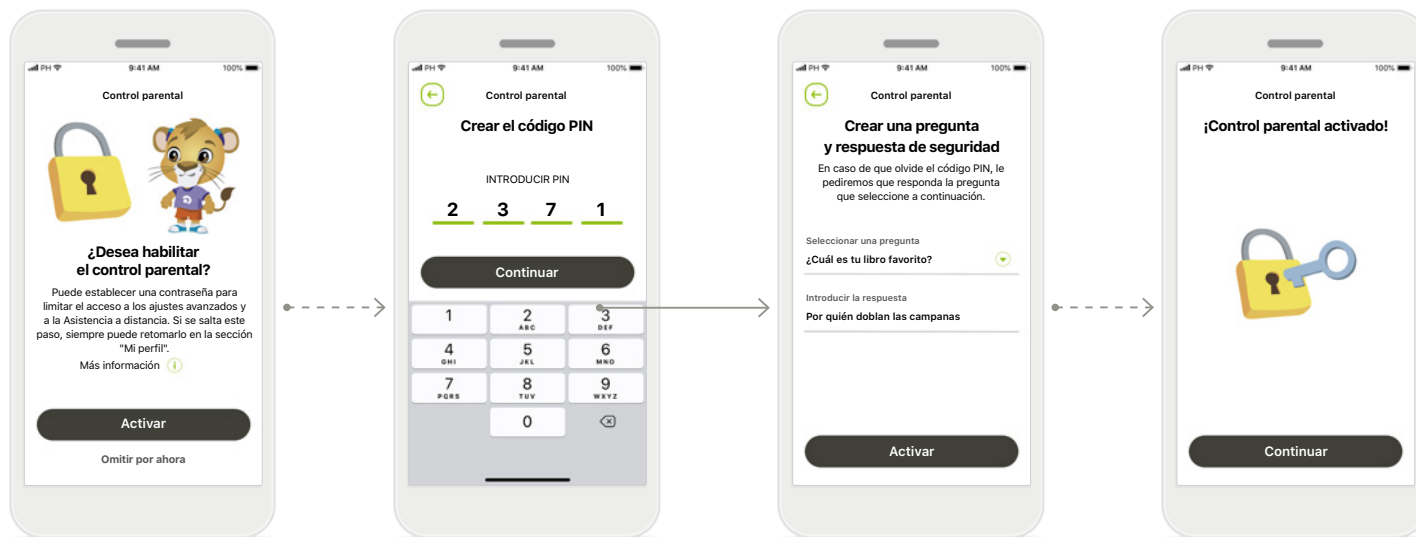 PH 9:41 AM 100%
Control parental
¿Desea habilitar
el control parental?
Puede establecer una contraseña para
limitar el acceso a los ajustes avanzados y
a la Asistencia a distancia. Si se salta este
paso, siempre puede retomarlo en la sección
"Mi perfil".
Más información i
Activar
Omitir por ahora
PH 9:41 AM 100%
Control parental
Crear el código PIN
INTRODUCIR PIN
2 3 7 1
Continuar
1 2 3
ABC DEF
4 5 6
GHI JKL MNO
7 8 9
PQRS TUV WXYZ
0
PH 9:41 AM 100%
Control parental
Crear una pregunta
y respuesta de seguridad
En caso de que olvide el código PIN, le
pediremos que responda la pregunta
que seleccione a continuación.
Seleccionar una pregunta
¿Cuál es tu libro favorito?
Introducir la respuesta
Por quién doblan las campanas
Activar
PH 9:41 AM 100%
Control parental
¡Control parental activado!
Continuar